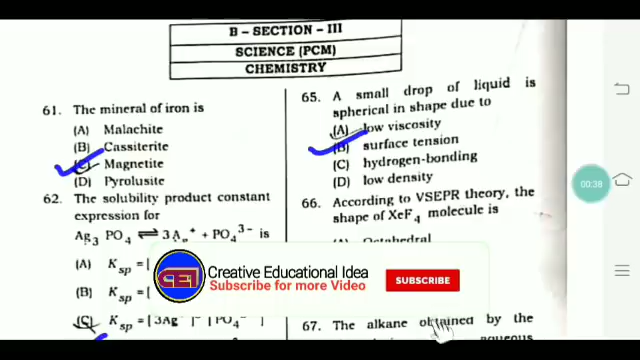 B – SECTION – III
SCIENCE (PCM)
CHEMISTRY
61. The mineral of iron is
(A) Malachite
(B) Cassiterite
(C) Magnetite
(D) Pyrolusite
62. The solubility product constant
expression for
Ag₃ PO₄ ⇌ 3Ag⁺ + PO₄³⁻ is
(A) Ksp = [
(B) Ksp = [
(C) Ksp = [ 3Ag
65. A small drop of liquid is
spherical in shape due to
(A) low viscosity
(B) surface tension
(C) hydrogen-bonding
(D) low density
66. According to VSEPR theory, the
shape of XeF₄ molecule is
(A) Octahedral
67. The alkane obtained by the
aqueous
CEI
Creative Educational Idea
Subscribe for more Video
SUBSCRIBE
00:38